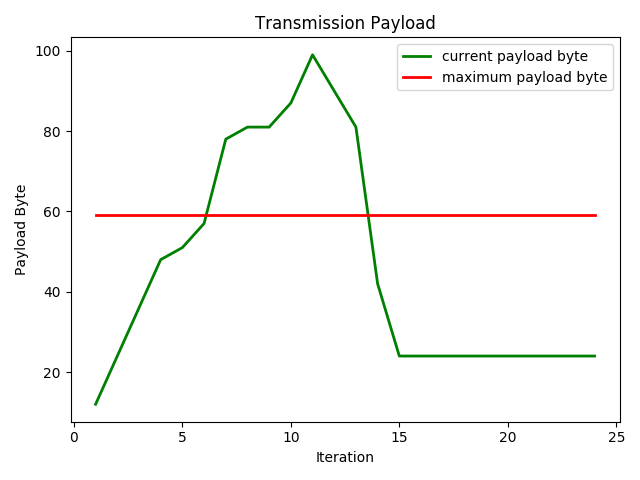 Transmission Payload
current payload byte
maximum payload byte
100
80
60
40
20
Payload Byte
0
5
10
15
20
25
Iteration